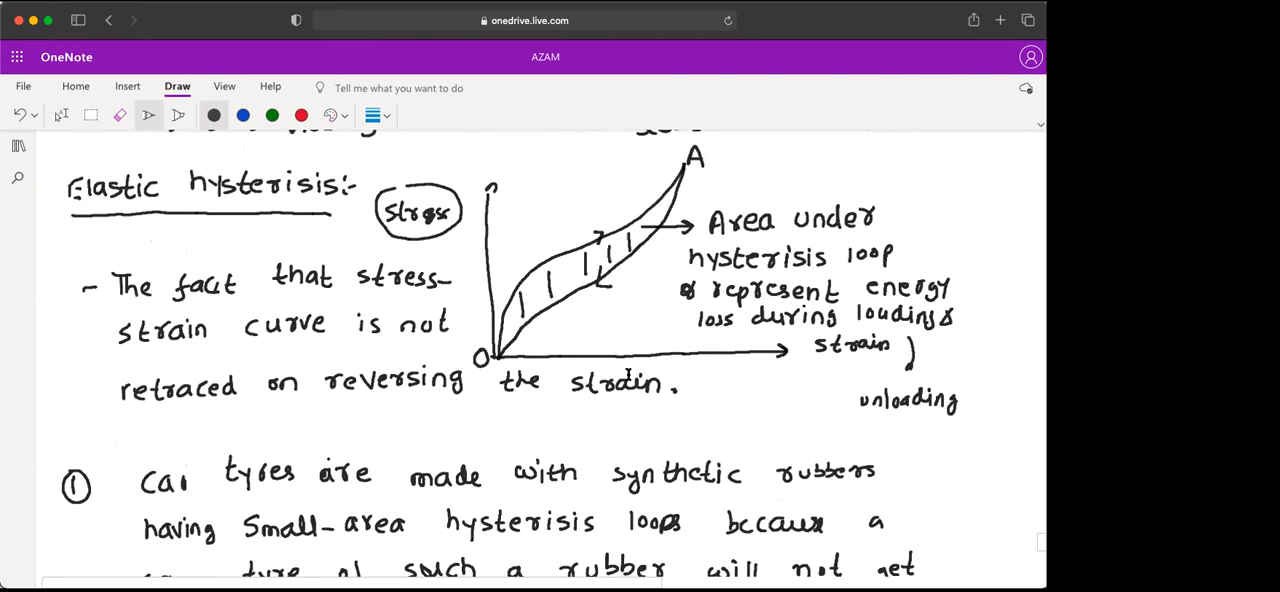 onedrive.live.com
OneNote
AZAM
File Home Insert Draw View Help Tell me what you want to do
Elastic hysterisis:-
Stress
A
Area under
hysterisis loop
represent energy
loss during loading &
unloading
strain
O
- The fact that stress-
strain curve is not
retraced on reversing the strain.
① Car tyres are made with synthetic rubbers
having Small-area hysterisis loops because a
car tyre of such a rubber will not get